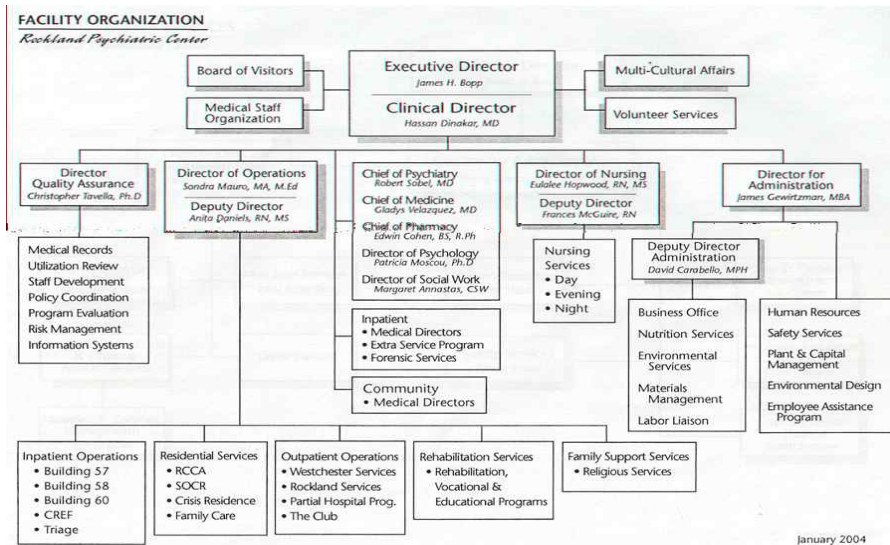 FACILITY ORGANIZATION
Rockland Psychiatric Center
Board of Visitors
Medical Staff
Organization
Executive Director
James H. Bopp
Clinical Director
Hassan Dinakar, MD
Multi-Cultural Affairs
Volunteer Services
Director
Quality Assurance
Christopher Tavella, Ph.D
Director of Operations
Sondra Mauro, MA, M.Ed
Deputy Director
Anita Daniels, RN, MS
Chief of Psychiatry
Robert Sobel, MD
Chief of Medicine
Gladys Velazquez, MD
Chief of Pharmacy
Edwin Cohen, BS, R.Ph
Director of Psychology
Patricia Moscou, Ph.D
Director of Social Work
Margaret Annastas, CSW
Director of Nursing
Eulalee Hopwood, RN, MS
Deputy Director
Frances McGuire, RN
Director for
Administration
James Gewirtzman, MBA
Medical Records
Utilization Review
Staff Development
Policy Coordination
Program Evaluation
Risk Management
Information Systems
Inpatient
• Medical Directors
• Extra Service Program
• Forensic Services
Community
• Medical Directors
Nursing
Services
• Day
• Evening
• Night
Deputy Director
Administration
David Carabello, MPH
Business Office
Nutrition Services
Environmental
Services
Materials
Management
Labor Liaison
Human Resources
Safety Services
Plant & Capital
Management
Environmental Design
Employee Assistance
Program
Inpatient Operations
• Building 57
• Building 58
• Building 60
• CREF
• Triage
Residential Services
• RCCA
• SOCR
• Crisis Residence
• Family Care
Outpatient Operations
• Westchester Services
• Rockland Services
• Partial Hospital Prog.
• The Club
Rehabilitation Services
• Rehabilitation,
Vocational &
Educational Programs
Family Support Services
• Religious Services
January 2004